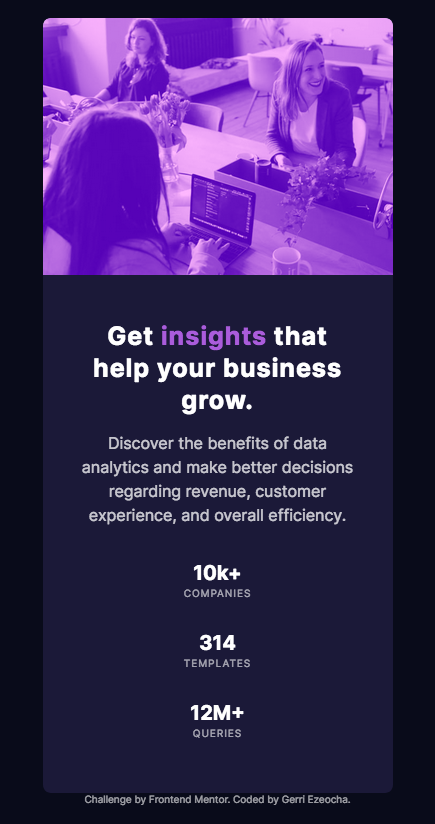 Get insights that
help your business
grow.
Discover the benefits of data
analytics and make better decisions
regarding revenue, customer
experience, and overall efficiency.
10k+
COMPANIES
314
TEMPLATES
12M+
QUERIES
Challenge by Frontend Mentor. Coded by Gerri Ezeocha.